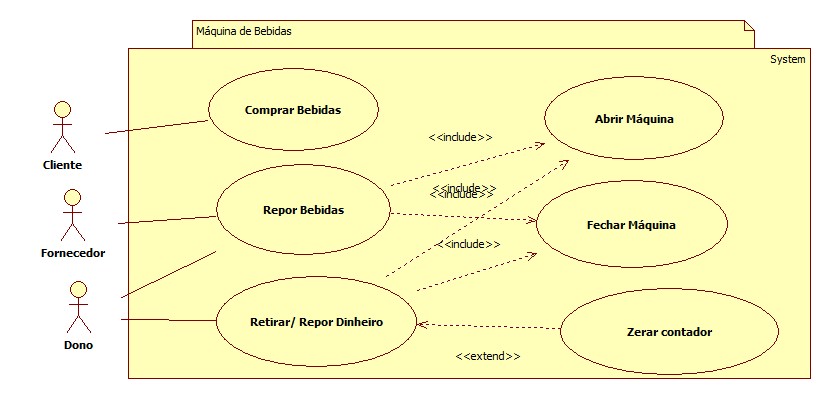 Máquina de Bebidas
System
Comprar Bebidas
Abrir Máquina
<<include>>
Cliente
<<include>>
<<include>>
Repor Bebidas
Fechar Máquina
Fornecedor
<<include>>
Retirar/ Repor Dinheiro
Zerar contador
Dono
<<extend>>